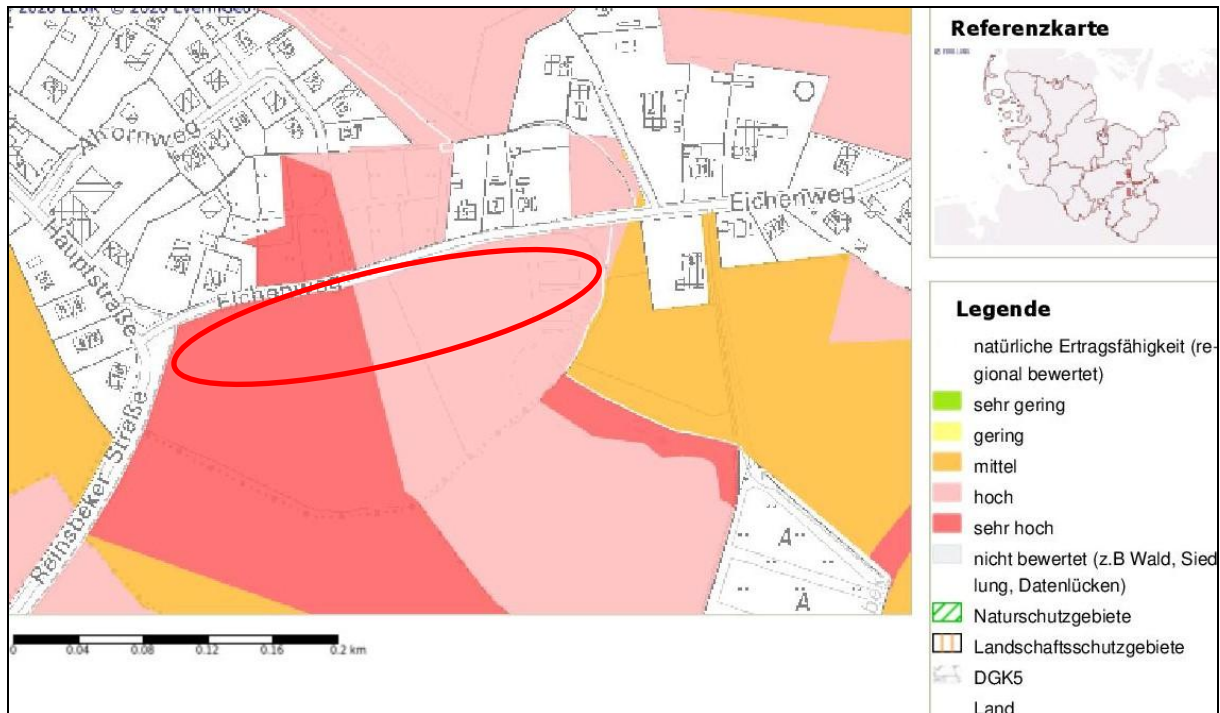 Ahornweg
Hauptstraße
Eichenweg
Eichenweg
Reinsbeker Straße
0 0.04 0.08 0.12 0.16 0.2 km
Referenzkarte
Legende
natürliche Ertragsfähigkeit (re-
gional bewertet)
sehr gering
gering
mittel
hoch
sehr hoch
nicht bewertet (z.B Wald, Sied
lung, Datenlücken)
Naturschutzgebiete
Landschaftsschutzgebiete
DGK5
Land